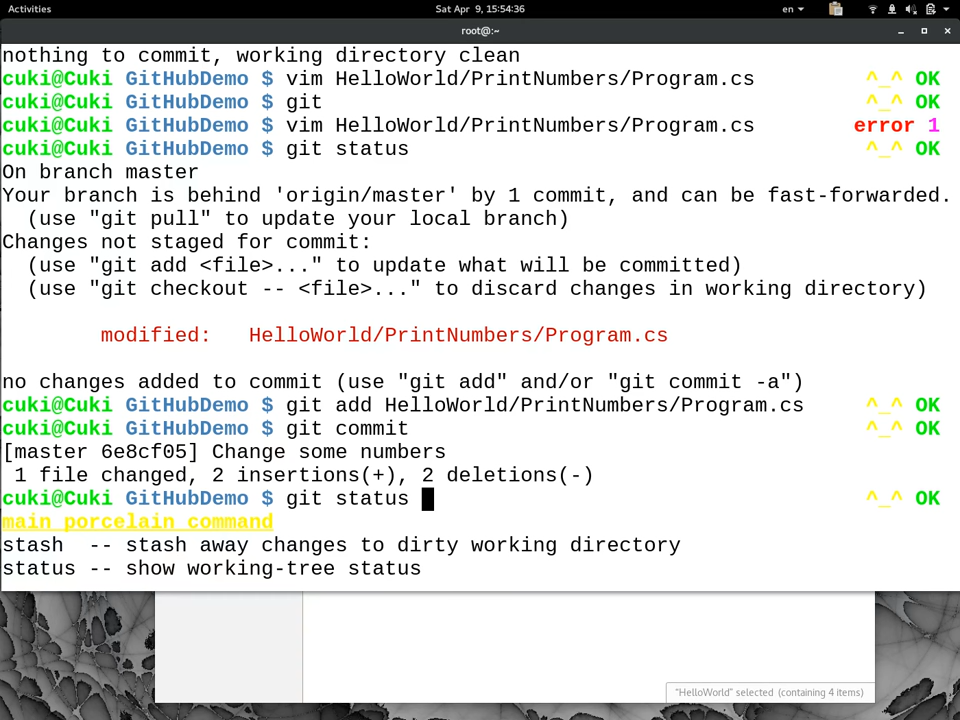 Activities
Sat Apr 9, 15:54:36
en
root@:~
nothing to commit, working directory clean
cuki@Cuki GitHubDemo $ vim HelloWorld/PrintNumbers/Program.cs ^_^ OK
cuki@Cuki GitHubDemo $ git ^_^ OK
cuki@Cuki GitHubDemo $ vim HelloWorld/PrintNumbers/Program.cs error 1
cuki@Cuki GitHubDemo $ git status ^_^ OK
On branch master
Your branch is behind 'origin/master' by 1 commit, and can be fast-forwarded.
(use "git pull" to update your local branch)
Changes not staged for commit:
(use "git add <file>..." to update what will be committed)
(use "git checkout -- <file>..." to discard changes in working directory)
modified: HelloWorld/PrintNumbers/Program.cs
no changes added to commit (use "git add" and/or "git commit -a")
cuki@Cuki GitHubDemo $ git add HelloWorld/PrintNumbers/Program.cs ^_^ OK
cuki@Cuki GitHubDemo $ git commit ^_^ OK
[master 6e8cf05] Change some numbers
1 file changed, 2 insertions(+), 2 deletions(-)
cuki@Cuki GitHubDemo $ git status ^_^ OK
main porcelain command
stash -- stash away changes to dirty working directory
status -- show working-tree status
"HelloWorld" selected (containing 4 items)